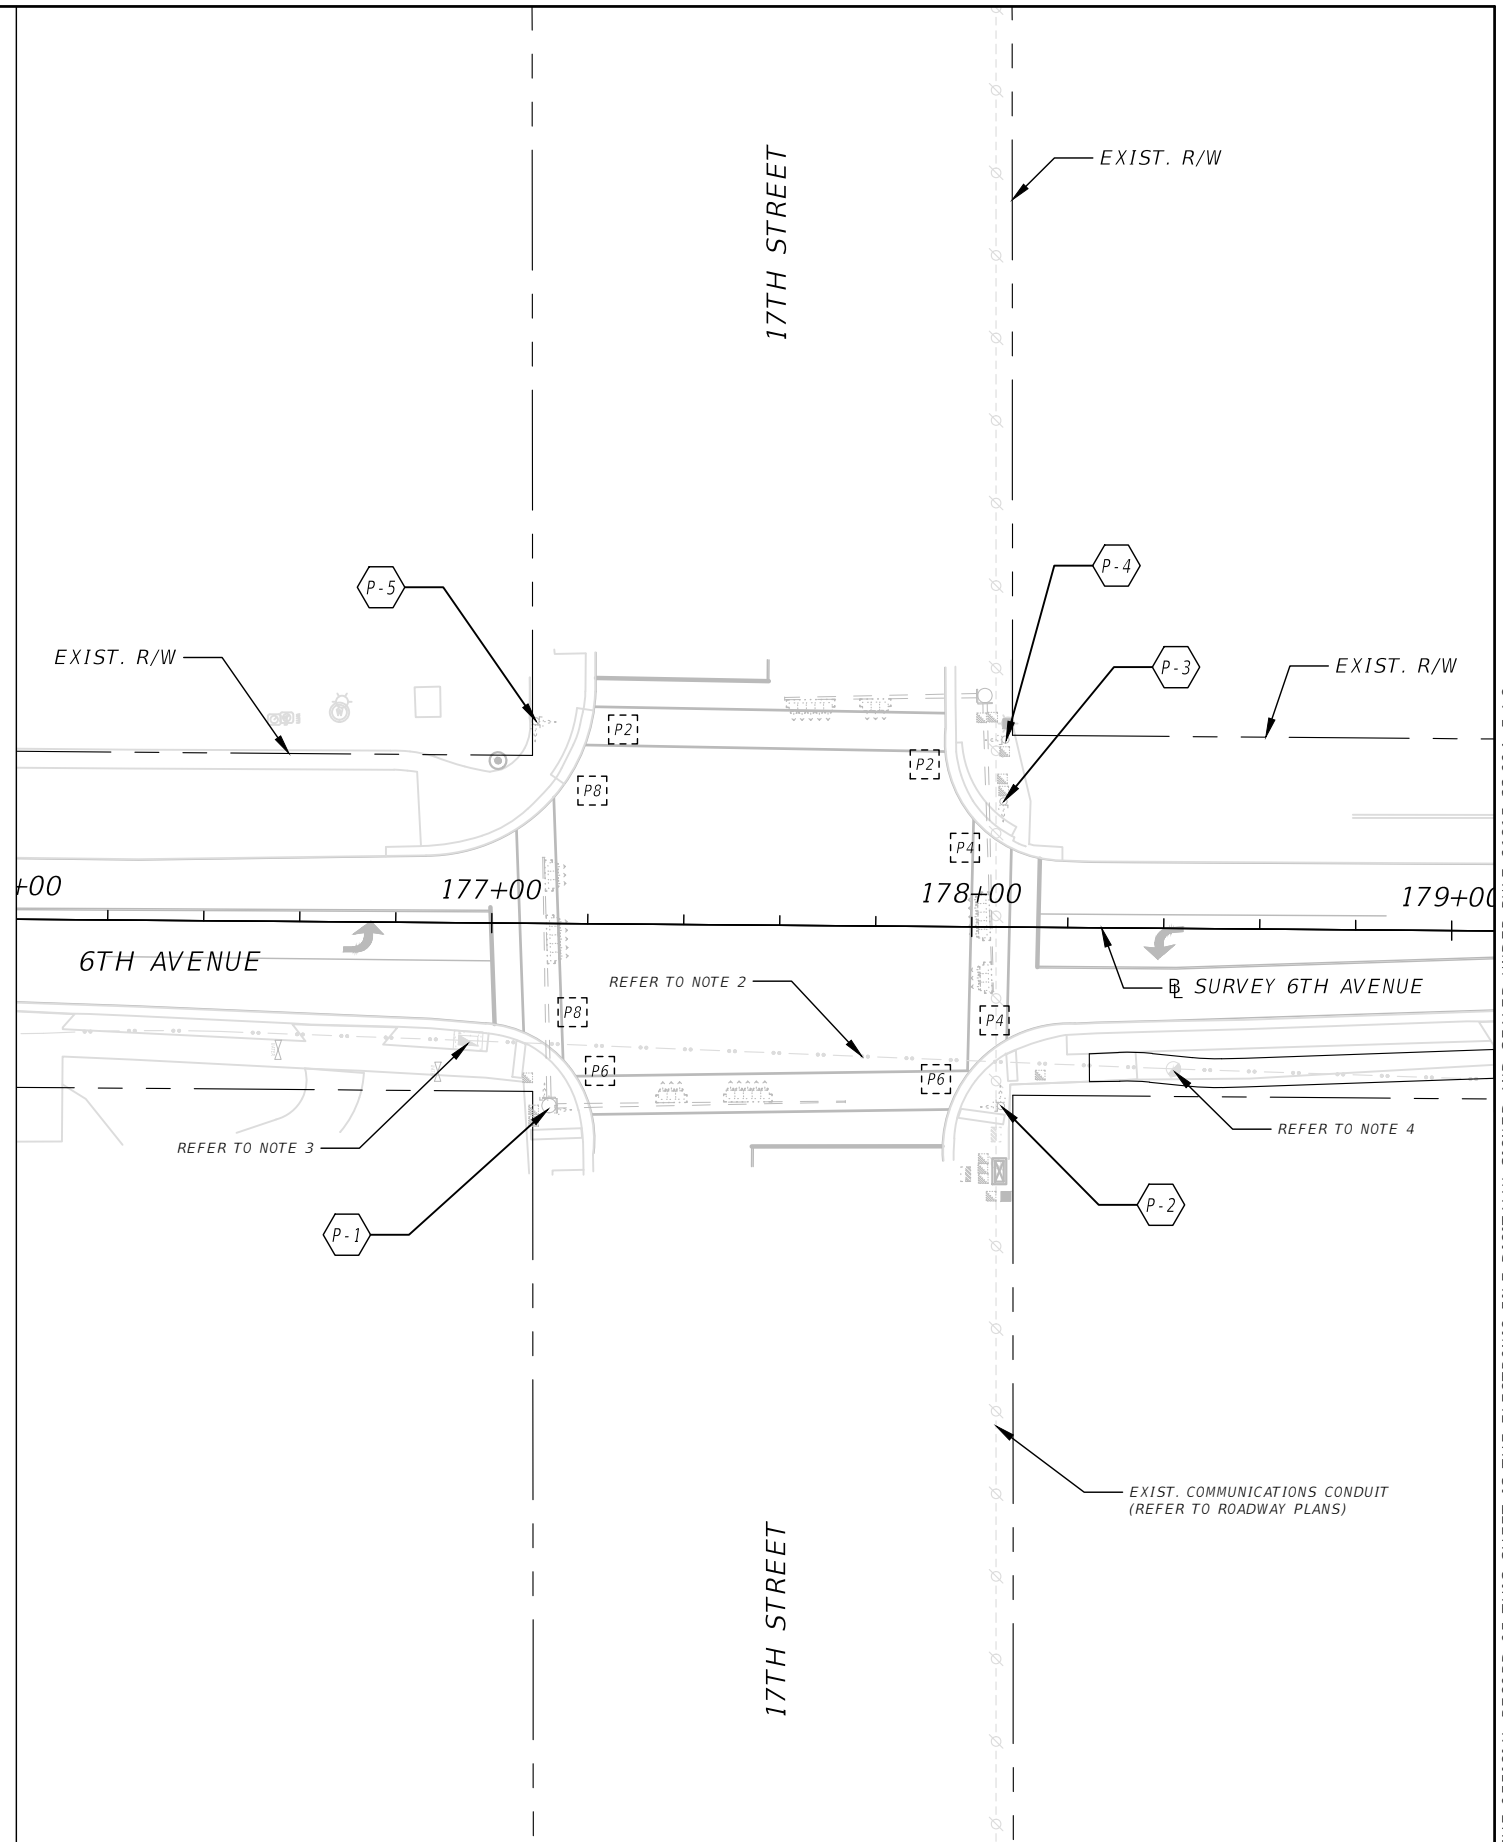 17TH STREET
EXIST. R/W
P-4
P-5
EXIST. R/W
P-3
EXIST. R/W
P2
P2
P8
P4
+00
177+00
178+00
179+00
6TH AVENUE
REFER TO NOTE 2
℄ SURVEY 6TH AVENUE
P8
P4
P6
P6
REFER TO NOTE 3
REFER TO NOTE 4
P-1
P-2
EXIST. COMMUNICATIONS CONDUIT
(REFER TO ROADWAY PLANS)
17TH STREET